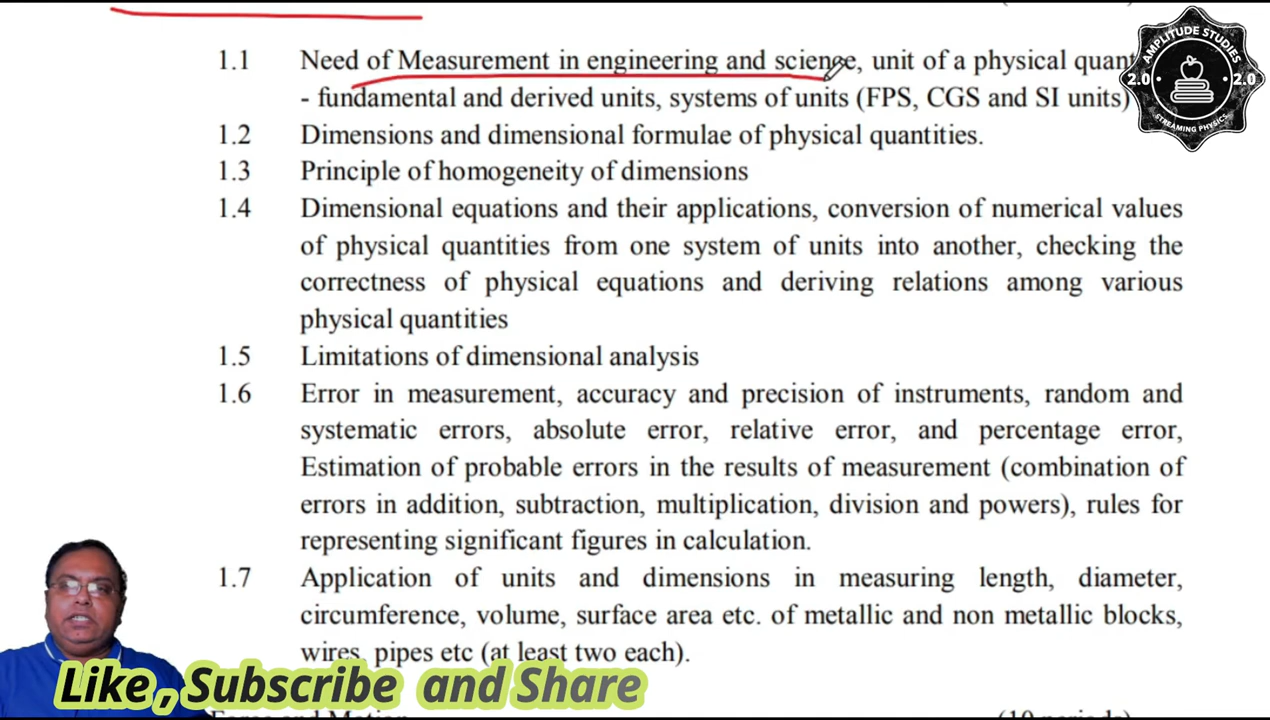 AMPLITUDE STUDIES
2.0 2.0
STREAMING PHYSICS
1.1 Need of Measurement in engineering and science, unit of a physical quant
- fundamental and derived units, systems of units (FPS, CGS and SI units)
1.2 Dimensions and dimensional formulae of physical quantities.
1.3 Principle of homogeneity of dimensions
1.4 Dimensional equations and their applications, conversion of numerical values
of physical quantities from one system of units into another, checking the
correctness of physical equations and deriving relations among various
physical quantities
1.5 Limitations of dimensional analysis
1.6 Error in measurement, accuracy and precision of instruments, random and
systematic errors, absolute error, relative error, and percentage error,
Estimation of probable errors in the results of measurement (combination of
errors in addition, subtraction, multiplication, division and powers), rules for
representing significant figures in calculation.
1.7 Application of units and dimensions in measuring length, diameter,
circumference, volume, surface area etc. of metallic and non metallic blocks,
wires, pipes etc (at least two each).
Like, Subscribe and Share
Force and Motion (10 periods)